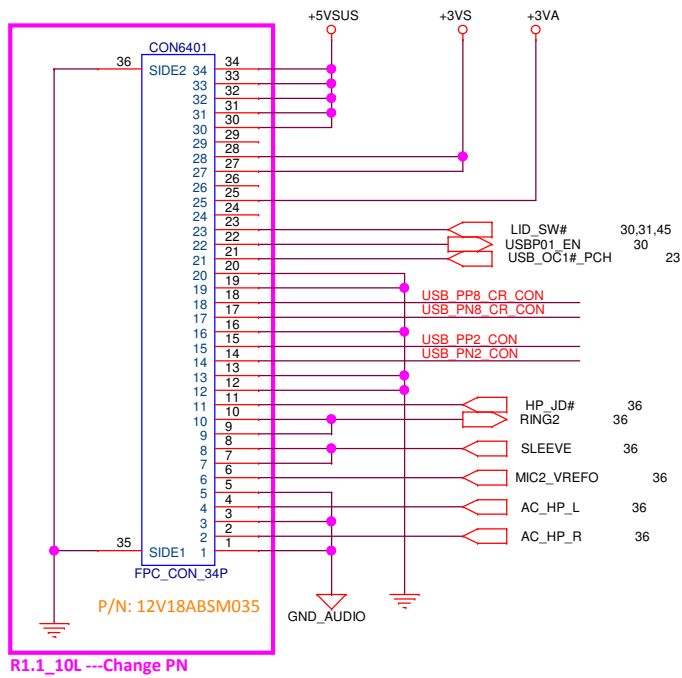 +5VSUS +3VS +3VA
CON6401
36 SIDE2 34 34
33 33
32 32
31 31
30 30
29 29
28 28
27 27
26 26
25 25
24 24
23 23 LID_SW# 30,31,45
22 22 USBP01_EN 30
21 21 USB_OC1#_PCH 23
20 20
19 19
18 18 USB_PP8_CR_CON
17 17 USB_PN8_CR_CON
16 16
15 15 USB_PP2_CON
14 14 USB_PN2_CON
13 13
12 12
11 11 HP_JD# 36
10 10 RING2 36
9 9
8 8 SLEEVE 36
7 7
6 6 MIC2_VREFO 36
5 5
4 4 AC_HP_L 36
3 3
2 2 AC_HP_R 36
35 SIDE1 1 1
FPC_CON_34P
P/N: 12V18ABSM035
GND_AUDIO
R1.1_10L ---Change PN